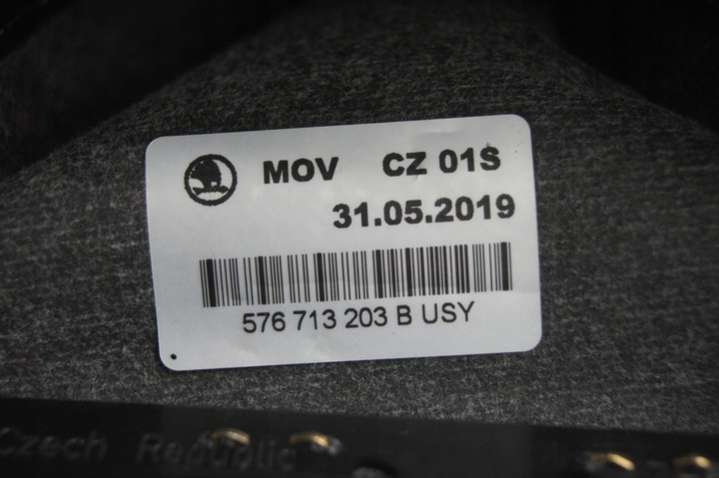 MOV CZ 01S
31.05.2019
576 713 203 B USY
Czech Republic